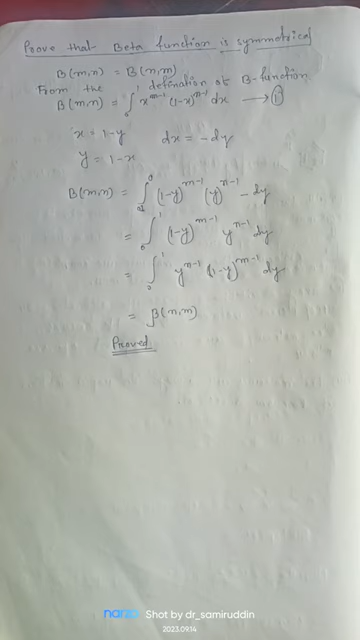 Prove that Beta function is symmetrical
B(m,n) = B(n,m)
From the defination of B-function
B(m,n) = ∫₀¹ x^{m-1} (1-x)^{n-1} dx → ①
x = 1-y dx = -dy
y = 1-x
B(m,n) = ∫₁⁰ (1-y)^{m-1} (y)^{n-1} - dy
= ∫₀¹ (1-y)^{m-1} y^{n-1} dy
= ∫₀¹ y^{n-1} (1-y)^{m-1} dy
= β(n,m)
Proved
narzo Shot by dr_samiruddin
2023.09.14